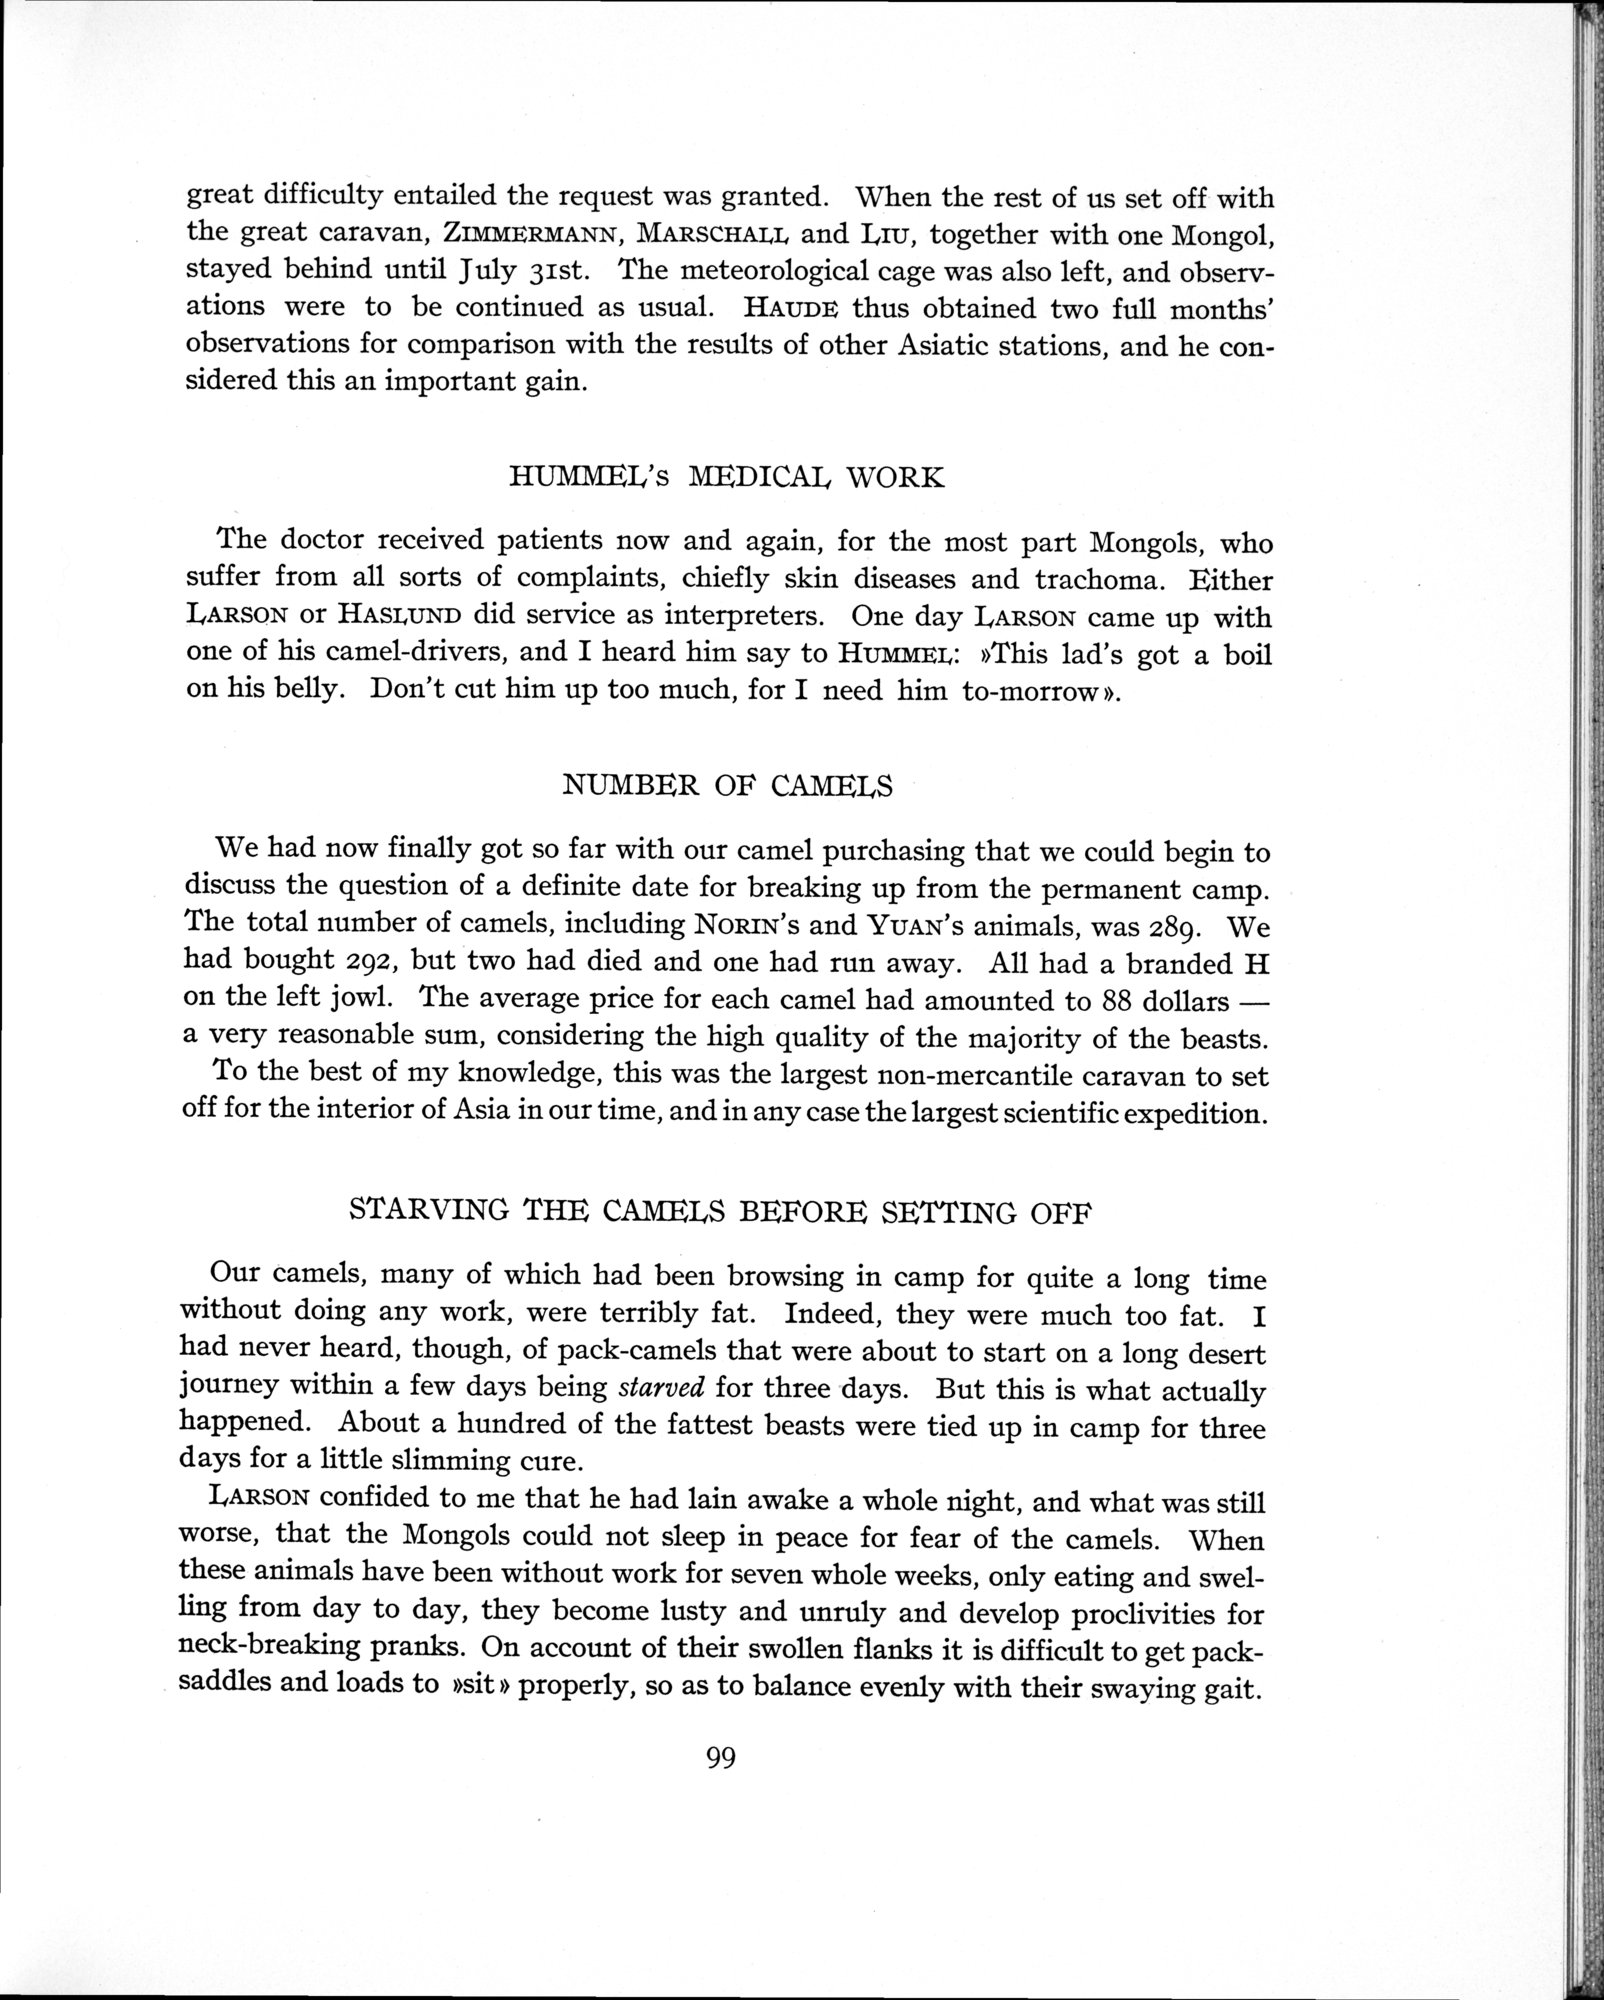 great difficulty entailed the request was granted. When the rest of us set off with
the great caravan, ZIMMERMANN, MARSCHALL and LIU, together with one Mongol,
stayed behind until July 31st. The meteorological cage was also left, and observ-
ations were to be continued as usual. HAUDE thus obtained two full months'
observations for comparison with the results of other Asiatic stations, and he con-
sidered this an important gain.
HUMMEL's MEDICAL WORK
The doctor received patients now and again, for the most part Mongols, who
suffer from all sorts of complaints, chiefly skin diseases and trachoma. Either
LARSON or HASLUND did service as interpreters. One day LARSON came up with
one of his camel-drivers, and I heard him say to HUMMEL: »This lad's got a boil
on his belly. Don't cut him up too much, for I need him to-morrow».
NUMBER OF CAMELS
We had now finally got so far with our camel purchasing that we could begin to
discuss the question of a definite date for breaking up from the permanent camp.
The total number of camels, including NORIN's and YUAN's animals, was 289. We
had bought 292, but two had died and one had run away. All had a branded H
on the left jowl. The average price for each camel had amounted to 88 dollars —
a very reasonable sum, considering the high quality of the majority of the beasts.
To the best of my knowledge, this was the largest non-mercantile caravan to set
off for the interior of Asia in our time, and in any case the largest scientific expedition.
STARVING THE CAMELS BEFORE SETTING OFF
Our camels, many of which had been browsing in camp for quite a long time
without doing any work, were terribly fat. Indeed, they were much too fat. I
had never heard, though, of pack-camels that were about to start on a long desert
journey within a few days being starved for three days. But this is what actually
happened. About a hundred of the fattest beasts were tied up in camp for three
days for a little slimming cure.
LARSON confided to me that he had lain awake a whole night, and what was still
worse, that the Mongols could not sleep in peace for fear of the camels. When
these animals have been without work for seven whole weeks, only eating and swel-
ling from day to day, they become lusty and unruly and develop proclivities for
neck-breaking pranks. On account of their swollen flanks it is difficult to get pack-
saddles and loads to »sit» properly, so as to balance evenly with their swaying gait.
99